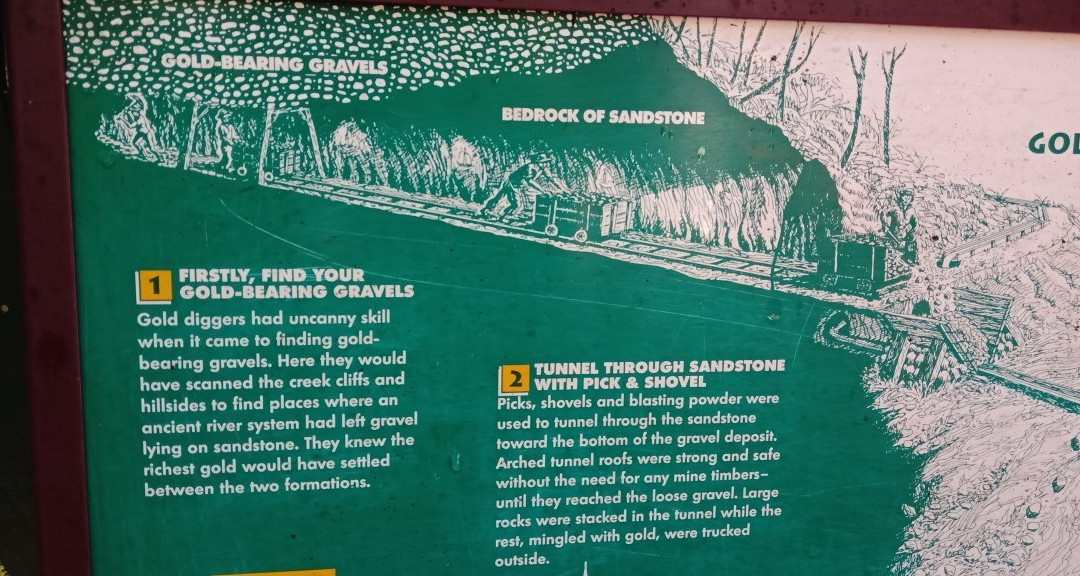 GOLD-BEARING GRAVELS
BEDROCK OF SANDSTONE
1
FIRSTLY, FIND YOUR
GOLD-BEARING GRAVELS
Gold diggers had uncanny skill
when it came to finding gold-
bearing gravels. Here they would
have scanned the creek cliffs and
hillsides to find places where an
ancient river system had left gravel
lying on sandstone. They knew the
richest gold would have settled
between the two formations.
2
TUNNEL THROUGH SANDSTONE
WITH PICK & SHOVEL
Picks, shovels and blasting powder were
used to tunnel through the sandstone
toward the bottom of the gravel deposit.
Arched tunnel roofs were strong and safe
without the need for any mine timbers–
until they reached the loose gravel. Large
rocks were stacked in the tunnel while the
rest, mingled with gold, were trucked
outside.